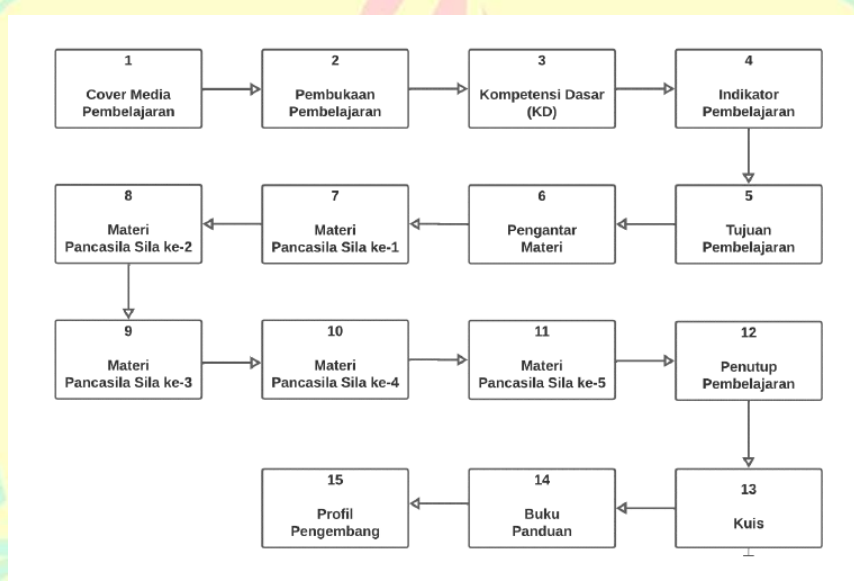 1
Cover Media
Pembelajaran
2
Pembukaan
Pembelajaran
3
Kompetensi Dasar
(KD)
4
Indikator
Pembelajaran
5
Tujuan
Pembelajaran
6
Pengantar
Materi
7
Materi
Pancasila Sila ke-1
8
Materi
Pancasila Sila ke-2
9
Materi
Pancasila Sila ke-3
10
Materi
Pancasila Sila ke-4
11
Materi
Pancasila Sila ke-5
12
Penutup
Pembelajaran
13
Kuis
14
Buku
Panduan
15
Profil
Pengembang